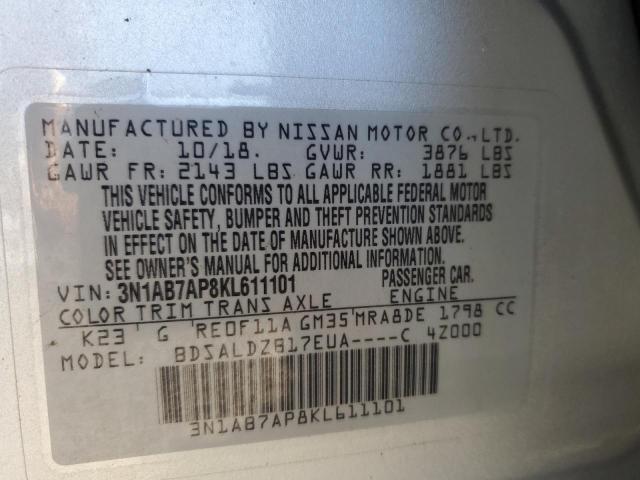 MANUFACTURED BY NISSAN MOTOR CO., LTD.
DATE: 10/18. GVWR: 3876 LBS
GAWR FR: 2143 LBS GAWR RR: 1881 LBS
THIS VEHICLE CONFORMS TO ALL APPLICABLE FEDERAL MOTOR
VEHICLE SAFETY, BUMPER AND THEFT PREVENTION STANDARDS
IN EFFECT ON THE DATE OF MANUFACTURE SHOWN ABOVE.
SEE OWNER'S MANUAL FOR ADDITIONAL INFORMATION.
VIN: 3N1AB7AP8KL611101 PASSENGER CAR.
COLOR TRIM TRANS AXLE ENGINE
K23 G RE0F11A GM35 MRA8DE 1798 CC
MODEL: BDSALDZB17EUA----C 4Z000
3N1AB7AP8KL611101